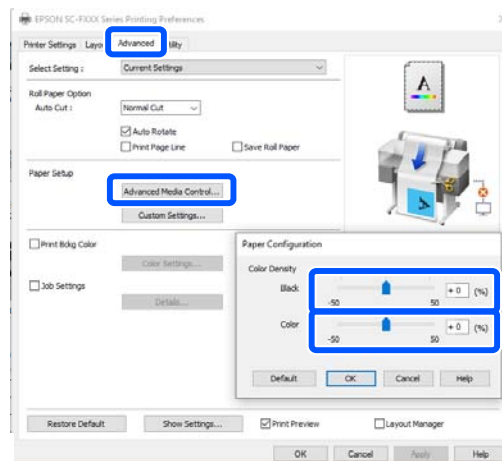 EPSON SC-FXXX Series Printing Preferences
Printer Settings Layo Advanced ility
Select Setting : Current Settings
Roll Paper Option
Auto Cut : Normal Cut
Auto Rotate
Print Page Line Save Roll Paper
Paper Setup
Advanced Media Control...
Custom Settings...
Print Bckg Color
Color Settings...
Job Settings
Details...
A
A
Paper Configuration
Color Density
Black + 0 (%)
-50 50
Color + 0 (%)
-50 50
Default OK Cancel Help
Restore Default Show Settings... Print Preview Layout Manager
OK Cancel Apply Help